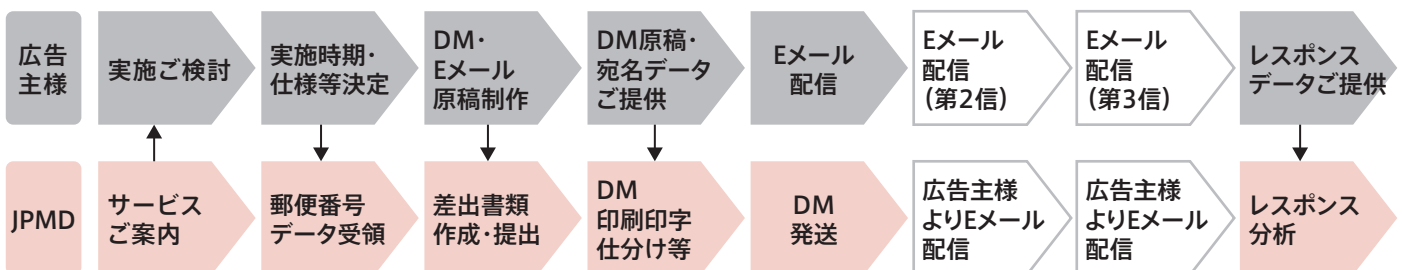 広告
主様
実施ご検討
実施時期・
仕様等決定
DM・
Eメール
原稿制作
DM原稿・
宛名データ
ご提供
Eメール
配信
Eメール
配信
(第2信)
Eメール
配信
(第3信)
レスポンス
データご提供
JPMD
サービス
ご案内
郵便番号
データ受領
差出書類
作成・提出
DM
印刷印字
仕分け等
DM
発送
広告主様
よりEメール
配信
広告主様
よりEメール
配信
レスポンス
分析